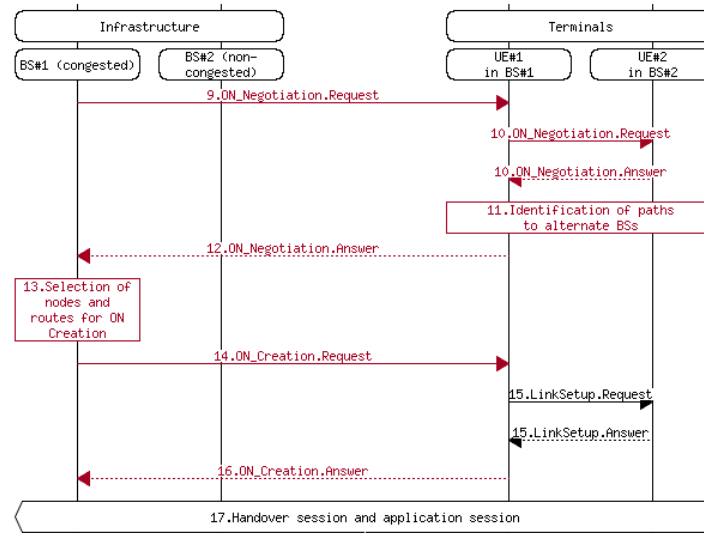 Infrastructure
Terminals
BS#1 (congested)
BS#2 (non-
congested)
UE#1
in BS#1
UE#2
in BS#2
9.ON_Negotiation.Request
10.ON_Negotiation.Request
10.ON_Negotiation.Answer
11.Identification of paths
to alternate BSs
12.ON_Negotiation.Answer
13.Selection of
nodes and
routes for ON
Creation
14.ON_Creation.Request
15.LinkSetup.Request
15.LinkSetup.Answer
16.ON_Creation.Answer
17.Handover session and application session